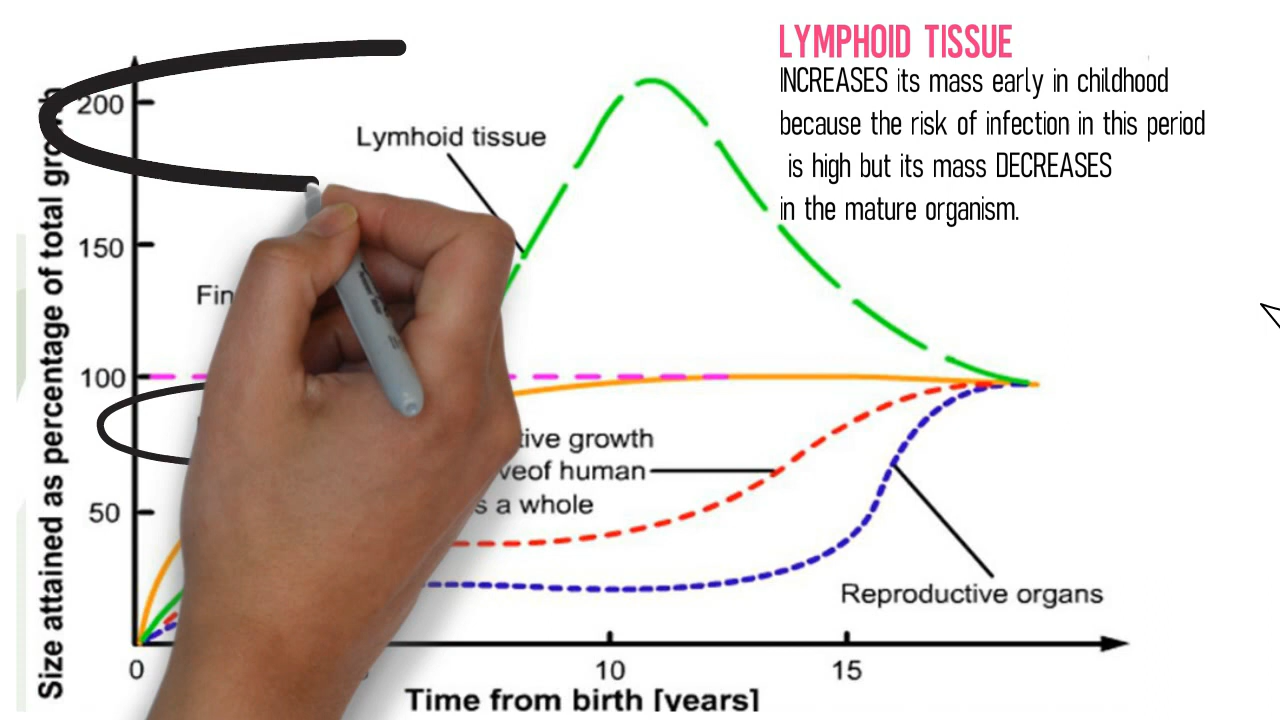 LYMPHOID TISSUE
INCREASES its mass early in childhood
because the risk of infection in this period
is high but its mass DECREASES
in the mature organism.
200
150
100
50
Size attained as percentage of total growth
Lymhoid tissue
Fin
tive growth
veof human
s a whole
Reproductive organs
0
10
15
Time from birth [years]